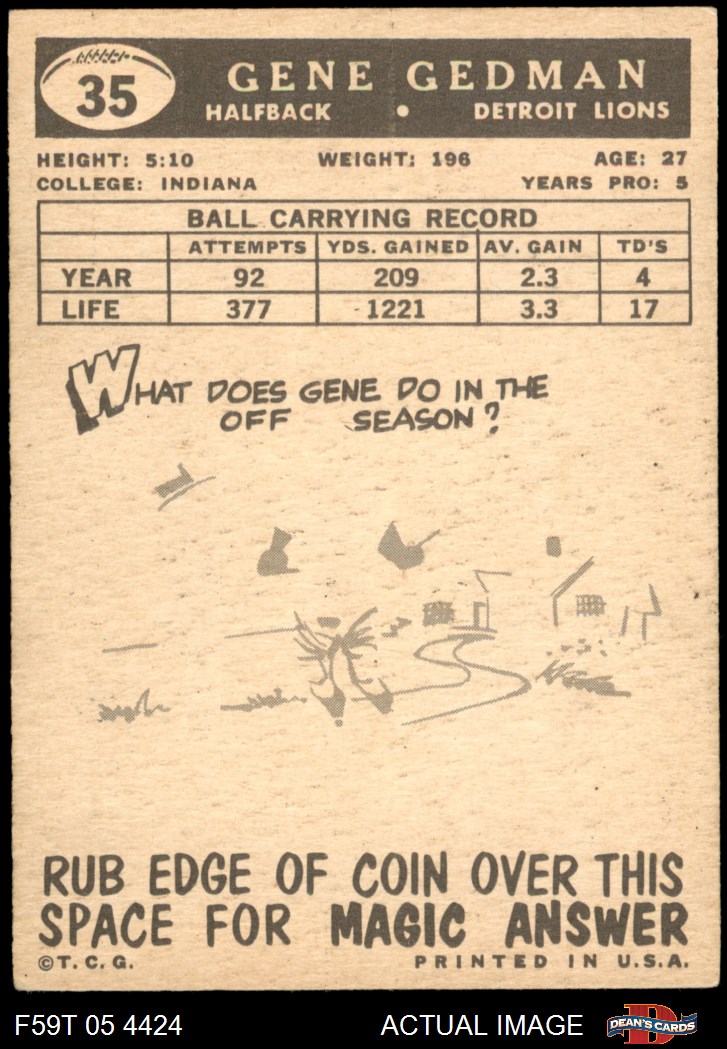 35
GENE GEDMAN
HALFBACK • DETROIT LIONS
HEIGHT: 5:10 WEIGHT: 196 AGE: 27
COLLEGE: INDIANA YEARS PRO: 5
BALL CARRYING RECORD
ATTEMPTS YDS. GAINED AV. GAIN TD'S
YEAR 92 209 2.3 4
LIFE 377 1221 3.3 17
WHAT DOES GENE DO IN THE
OFF SEASON?
RUB EDGE OF COIN OVER THIS
SPACE FOR MAGIC ANSWER
©T.C.G. PRINTED IN U.S.A.
F59T 05 4424 ACTUAL IMAGE D DEAN'S CARDS